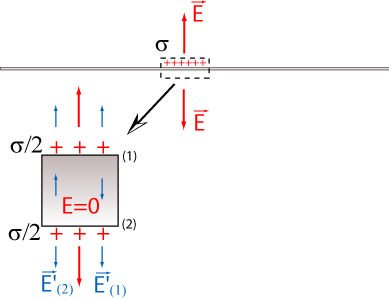 E⃗
σ
++++++
E⃗
σ/2 + + + (1)
E=0
σ/2 + + + (2)
E⃗'(2) E⃗'(1)